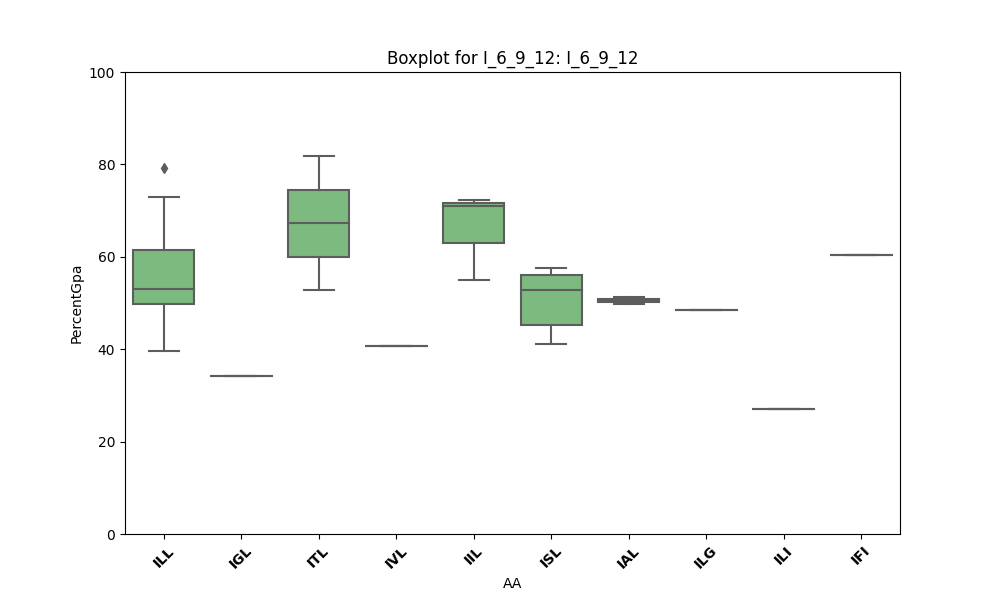 Boxplot for I_6_9_12: I_6_9_12
100
80
60
40
20
0
PercentGpa
ILL
IGL
ITL
IVL
IIL
ISL
IAL
ILG
ILI
IFI
AA